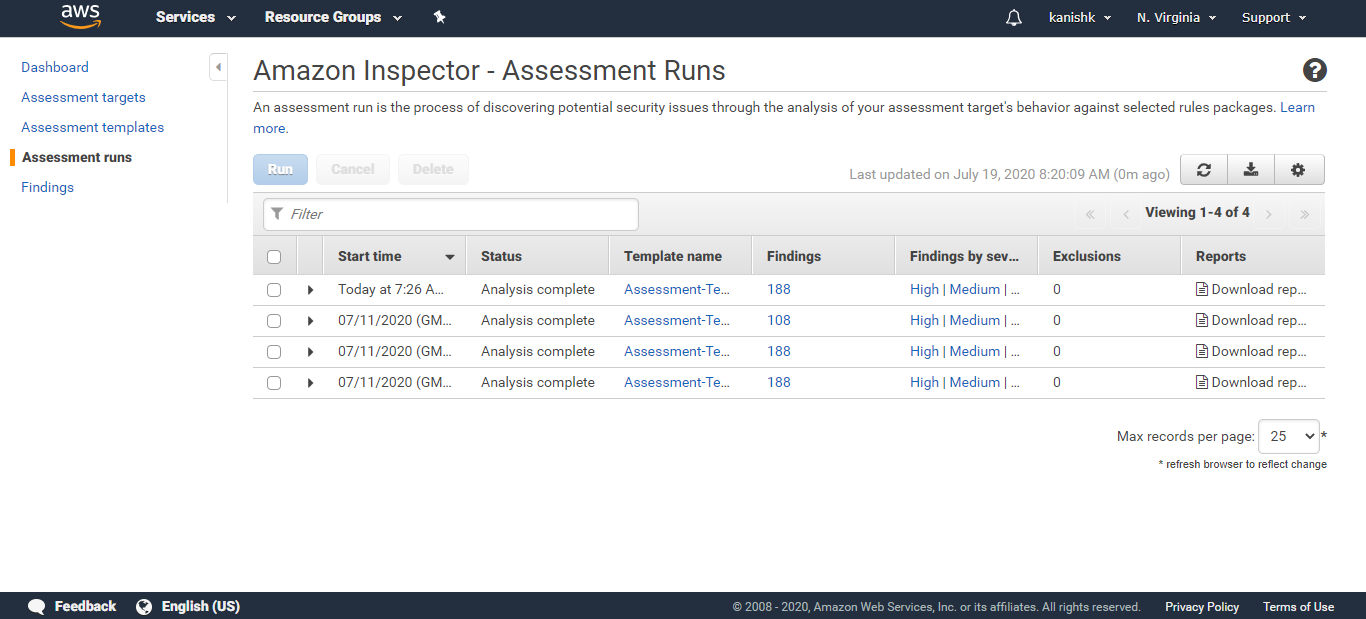 aws Services Resource Groups kanishk N. Virginia Support
Dashboard
Assessment targets
Assessment templates
Assessment runs
Findings
Amazon Inspector - Assessment Runs ?
An assessment run is the process of discovering potential security issues through the analysis of your assessment target's behavior against selected rules packages. Learn
more.
Run Cancel Delete Last updated on July 19, 2020 8:20:09 AM (0m ago)
Filter « ‹ Viewing 1-4 of 4 › »
Start time Status Template name Findings Findings by sev... Exclusions Reports
Today at 7:26 A... Analysis complete Assessment-Te... 188 High | Medium | ... 0 Download rep...
07/11/2020 (GM... Analysis complete Assessment-Te... 108 High | Medium | ... 0 Download rep...
07/11/2020 (GM... Analysis complete Assessment-Te... 188 High | Medium | ... 0 Download rep...
07/11/2020 (GM... Analysis complete Assessment-Te... 188 High | Medium | ... 0 Download rep...
Max records per page: 25 *
* refresh browser to reflect change
Feedback English (US) © 2008 - 2020, Amazon Web Services, Inc. or its affiliates. All rights reserved. Privacy Policy Terms of Use